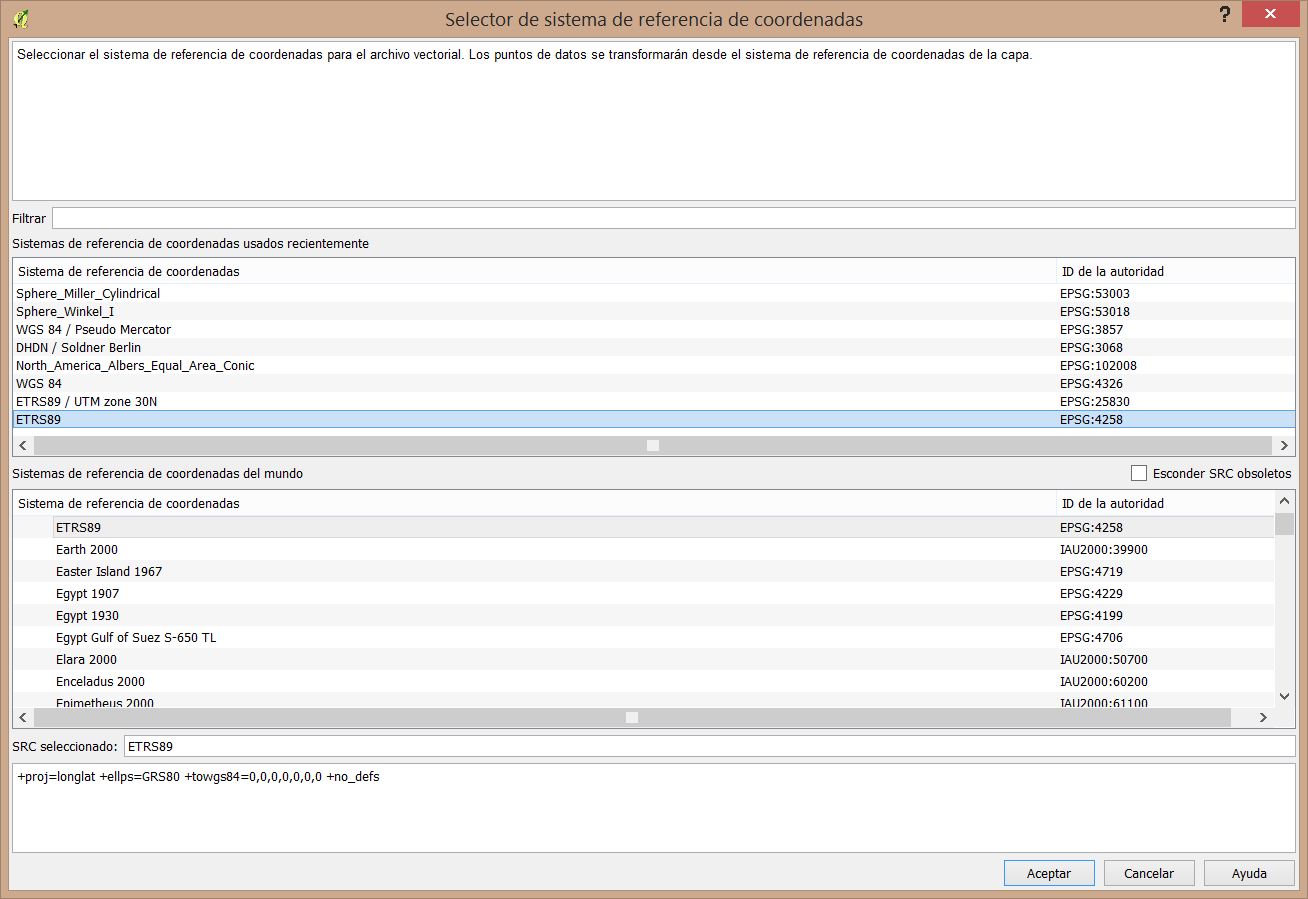 Selector de sistema de referencia de coordenadas
Seleccionar el sistema de referencia de coordenadas para el archivo vectorial. Los puntos de datos se transformarán desde el sistema de referencia de coordenadas de la capa.
Filtrar
Sistemas de referencia de coordenadas usados recientemente
Sistema de referencia de coordenadas ID de la autoridad
Sphere_Miller_Cylindrical EPSG:53003
Sphere_Winkel_I EPSG:53018
WGS 84 / Pseudo Mercator EPSG:3857
DHDN / Soldner Berlin EPSG:3068
North_America_Albers_Equal_Area_Conic EPSG:102008
WGS 84 EPSG:4326
ETRS89 / UTM zone 30N EPSG:25830
ETRS89 EPSG:4258
Sistemas de referencia de coordenadas del mundo Esconder SRC obsoletos
Sistema de referencia de coordenadas ID de la autoridad
ETRS89 EPSG:4258
Earth 2000 IAU2000:39900
Easter Island 1967 EPSG:4719
Egypt 1907 EPSG:4229
Egypt 1930 EPSG:4199
Egypt Gulf of Suez S-650 TL EPSG:4706
Elara 2000 IAU2000:50700
Enceladus 2000 IAU2000:60200
Epimetheus 2000 IAU2000:61100
SRC seleccionado: ETRS89
+proj=longlat +ellps=GRS80 +towgs84=0,0,0,0,0,0,0 +no_defs
Aceptar Cancelar Ayuda